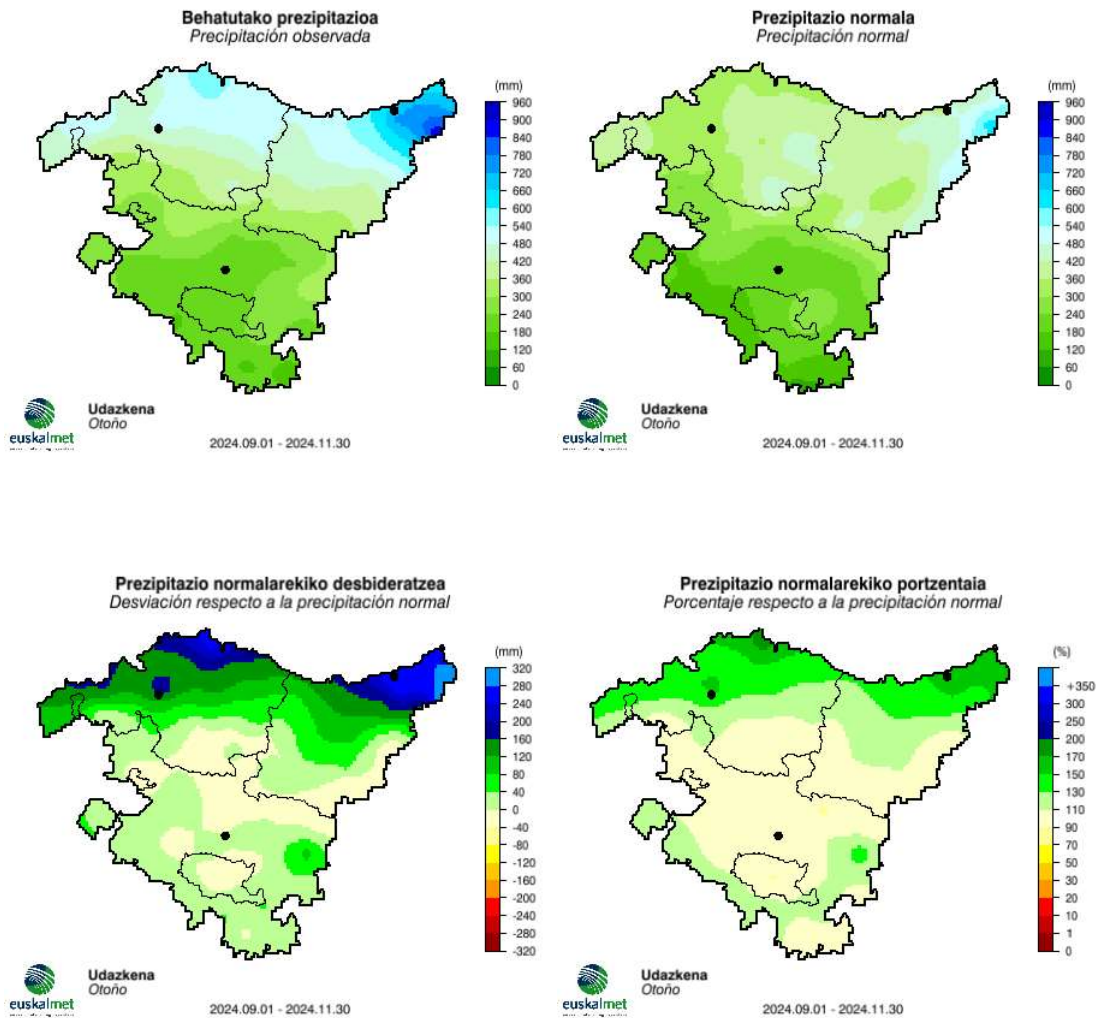 Behatutako prezipitazioa
Precipitación observada
(mm)
960
900
840
780
720
660
600
540
480
420
360
300
240
180
120
60
0
euskalmet
Udazkena
Otoño
2024.09.01 - 2024.11.30
Prezipitazio normala
Precipitación normal
(mm)
960
900
840
780
720
660
600
540
480
420
360
300
240
180
120
60
0
euskalmet
Udazkena
Otoño
2024.09.01 - 2024.11.30
Prezipitazio normalarekiko desbideratzea
Desviación respecto a la precipitación normal
(mm)
320
280
240
200
160
120
80
40
0
-40
-80
-120
-160
-200
-240
-280
-320
euskalmet
Udazkena
Otoño
2024.09.01 - 2024.11.30
Prezipitazio normalarekiko portzentaia
Porcentaje respecto a la precipitación normal
(%)
+350
300
250
200
170
150
130
110
90
70
50
30
20
10
1
0
euskalmet
Udazkena
Otoño
2024.09.01 - 2024.11.30